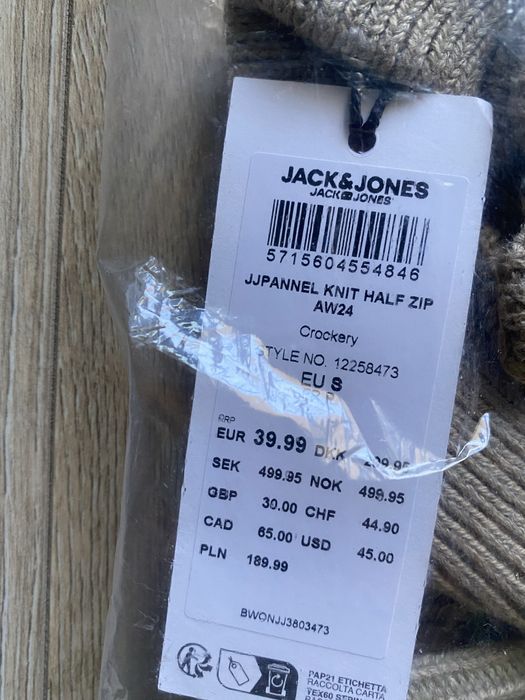 JACK&JONES
JACK&JONES
5715604554846
JJPANNEL KNIT HALF ZIP
AW24
Crockery
STYLE NO. 12258473
EU S
RRP
EUR 39.99 DKK
SEK 499.95 NOK 499.95
GBP 30.00 CHF 44.90
CAD 65.00 USD 45.00
PLN 189.99
BWONJJ3803473
PAP21 ETICHETTA
RACCOLTA CARTA